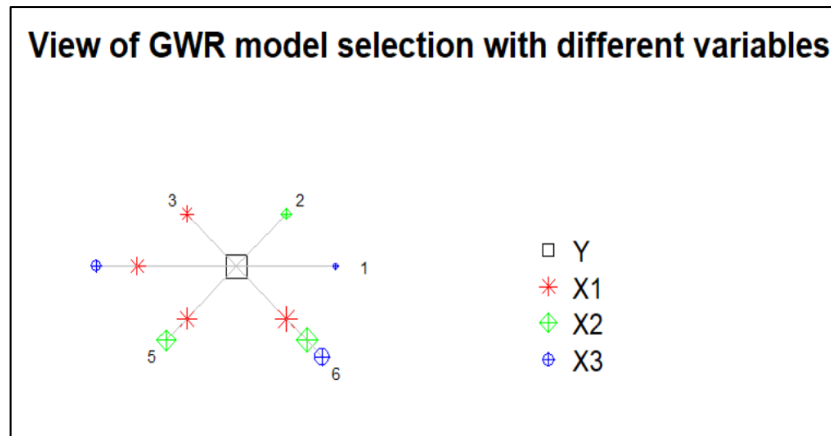 View of GWR model selection with different variables
3
2
1
5
6
Y
X1
X2
X3